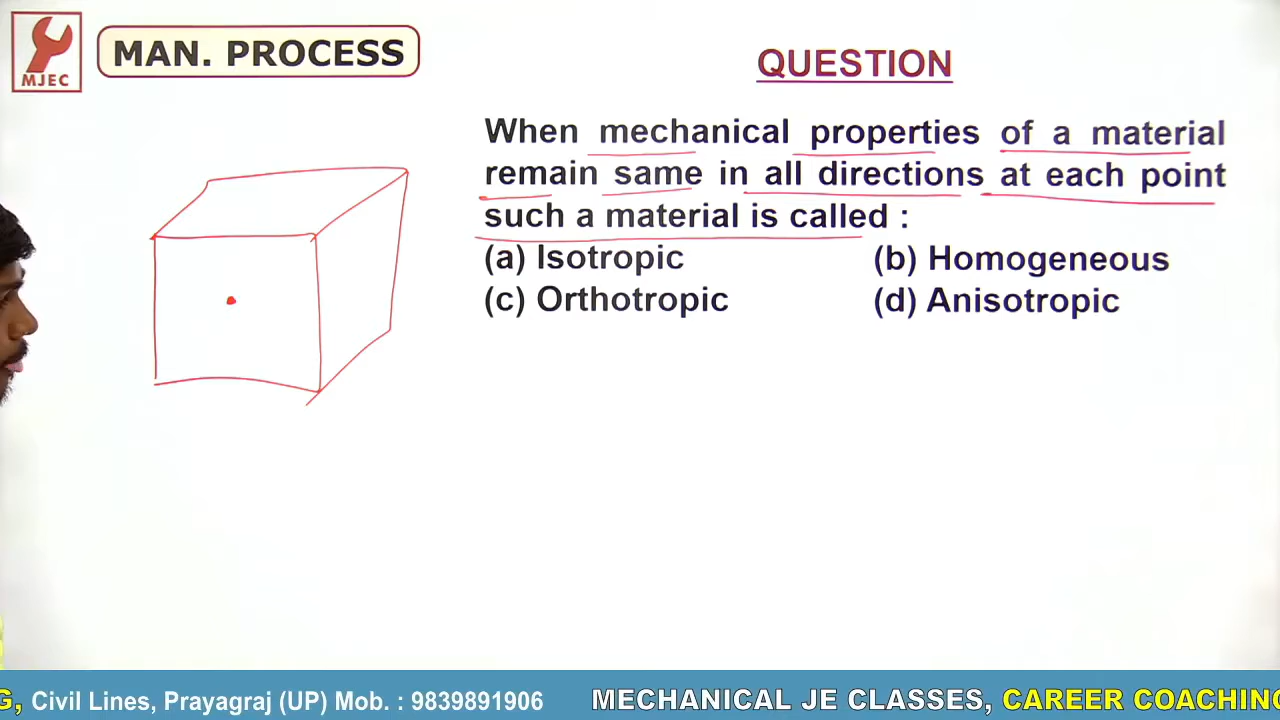 MJEC
MAN. PROCESS
QUESTION
When mechanical properties of a material
remain same in all directions at each point
such a material is called :
(a) Isotropic (b) Homogeneous
(c) Orthotropic (d) Anisotropic
G, Civil Lines, Prayagraj (UP) Mob. : 9839891906 MECHANICAL JE CLASSES, CAREER COACHING